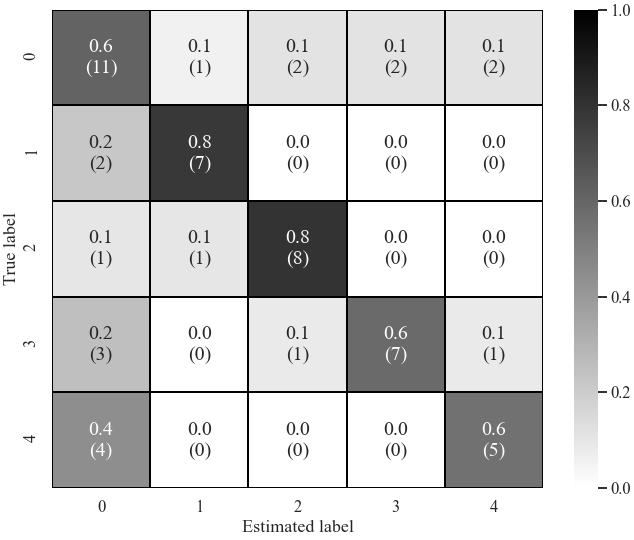 0.6 0.1 0.1 0.1 0.1
(11) (1) (2) (2) (2)
0
0.2 0.8 0.0 0.0 0.0
(2) (7) (0) (0) (0)
1
0.1 0.1 0.8 0.0 0.0
(1) (1) (8) (0) (0)
2
0.2 0.0 0.1 0.6 0.1
(3) (0) (1) (7) (1)
3
0.4 0.0 0.0 0.0 0.6
(4) (0) (0) (0) (5)
4
True label
0 1 2 3 4
Estimated label
1.0
0.8
0.6
0.4
0.2
0.0